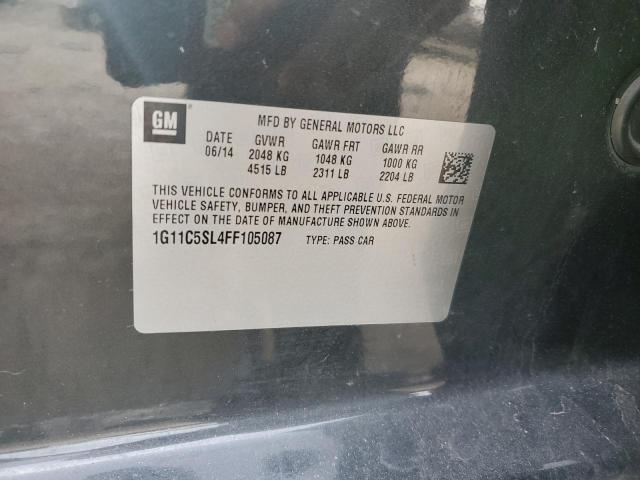 GM
MFD BY GENERAL MOTORS LLC
DATE GVWR GAWR FRT GAWR RR
06/14 2048 KG 1048 KG 1000 KG
4515 LB 2311 LB 2204 LB
THIS VEHICLE CONFORMS TO ALL APPLICABLE U.S. FEDERAL MOTOR
VEHICLE SAFETY, BUMPER, AND THEFT PREVENTION STANDARDS IN
EFFECT ON THE DATE OF MANUFACTURE SHOWN ABOVE.
1G11C5SL4FF105087 TYPE: PASS CAR